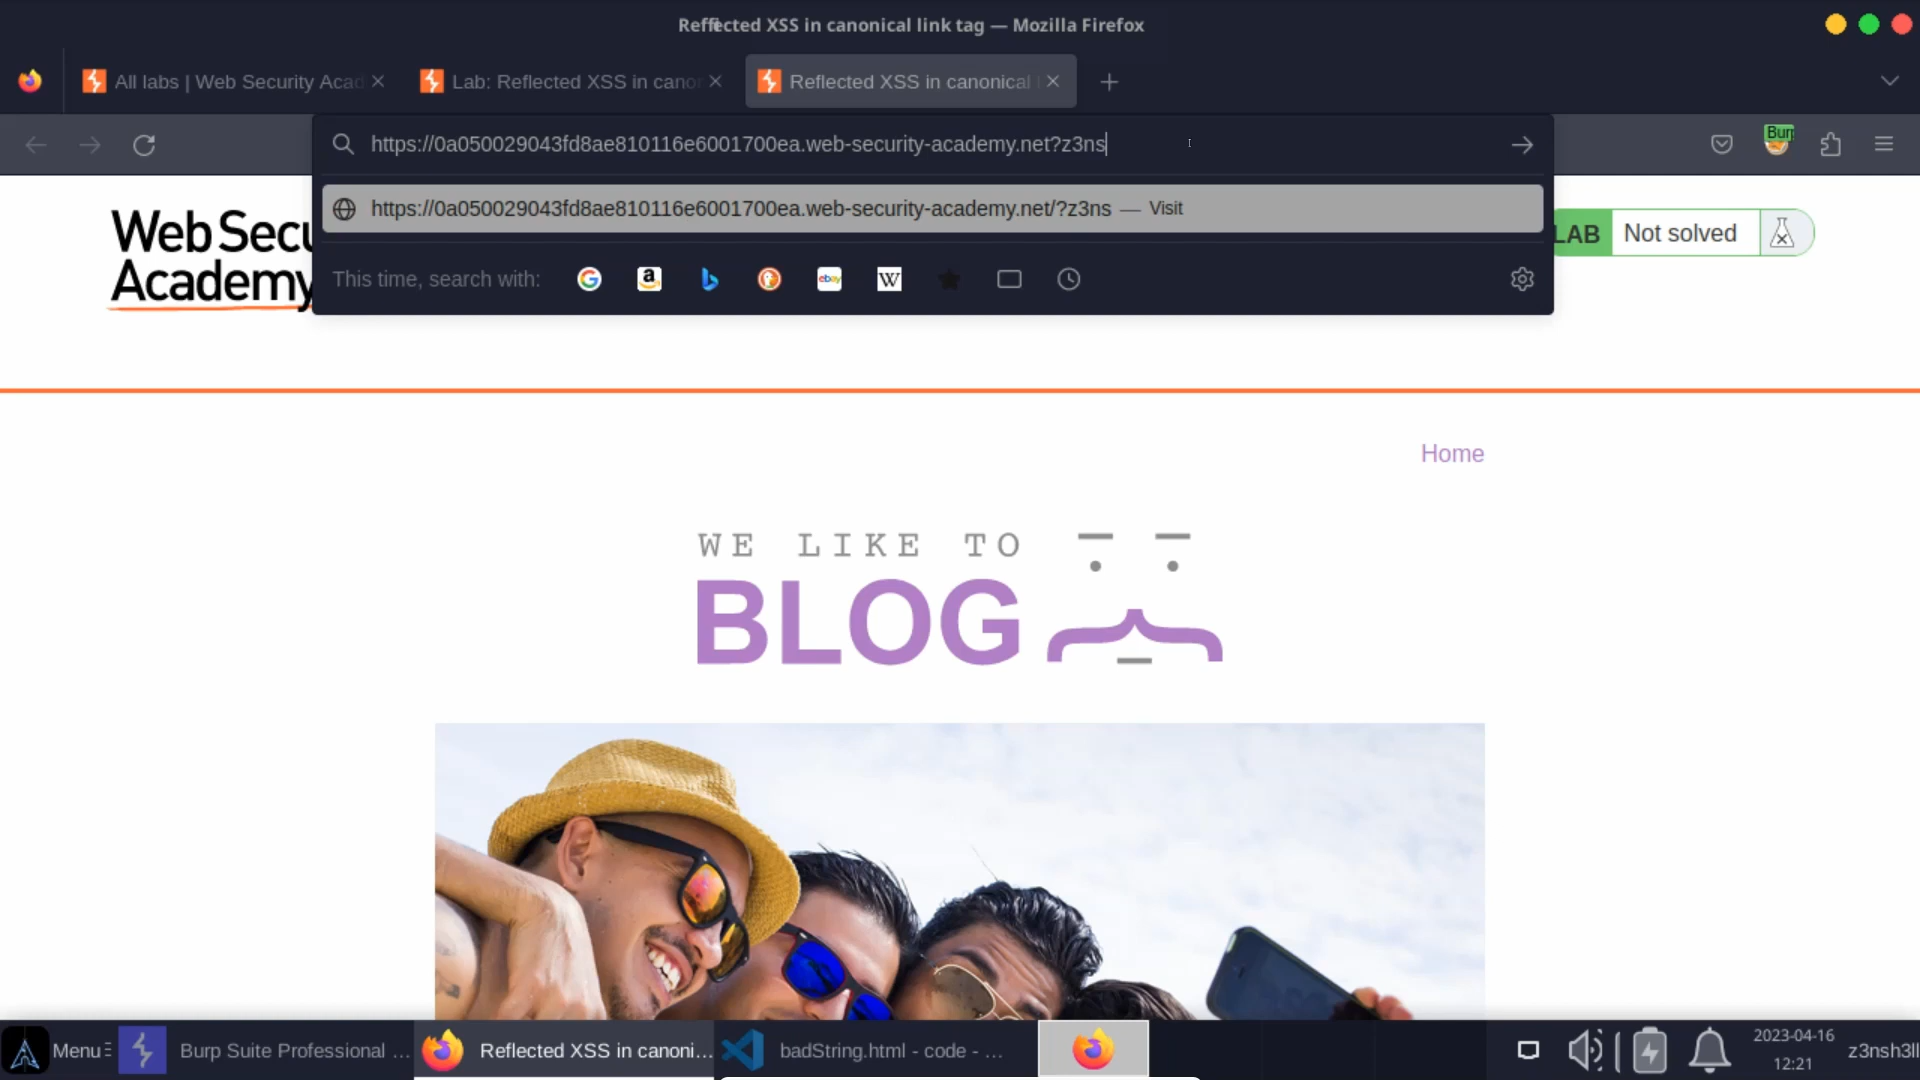 Reflected XSS in canonical link tag — Mozilla Firefox
All labs | Web Security Acad
Lab: Reflected XSS in canon
Reflected XSS in canonical
https://0a050029043fd8ae810116e6001700ea.web-security-academy.net?z3ns
Bur
https://0a050029043fd8ae810116e6001700ea.web-security-academy.net/?z3ns — Visit
This time, search with:
G
a
b
ebay
W
Web Secu
Academy
LAB
Not solved
Home
WE LIKE TO
BLOG
Menu
Burp Suite Professional ...
Reflected XSS in canoni...
badString.html - code - ...
2023-04-16
12:21
z3nsh3ll